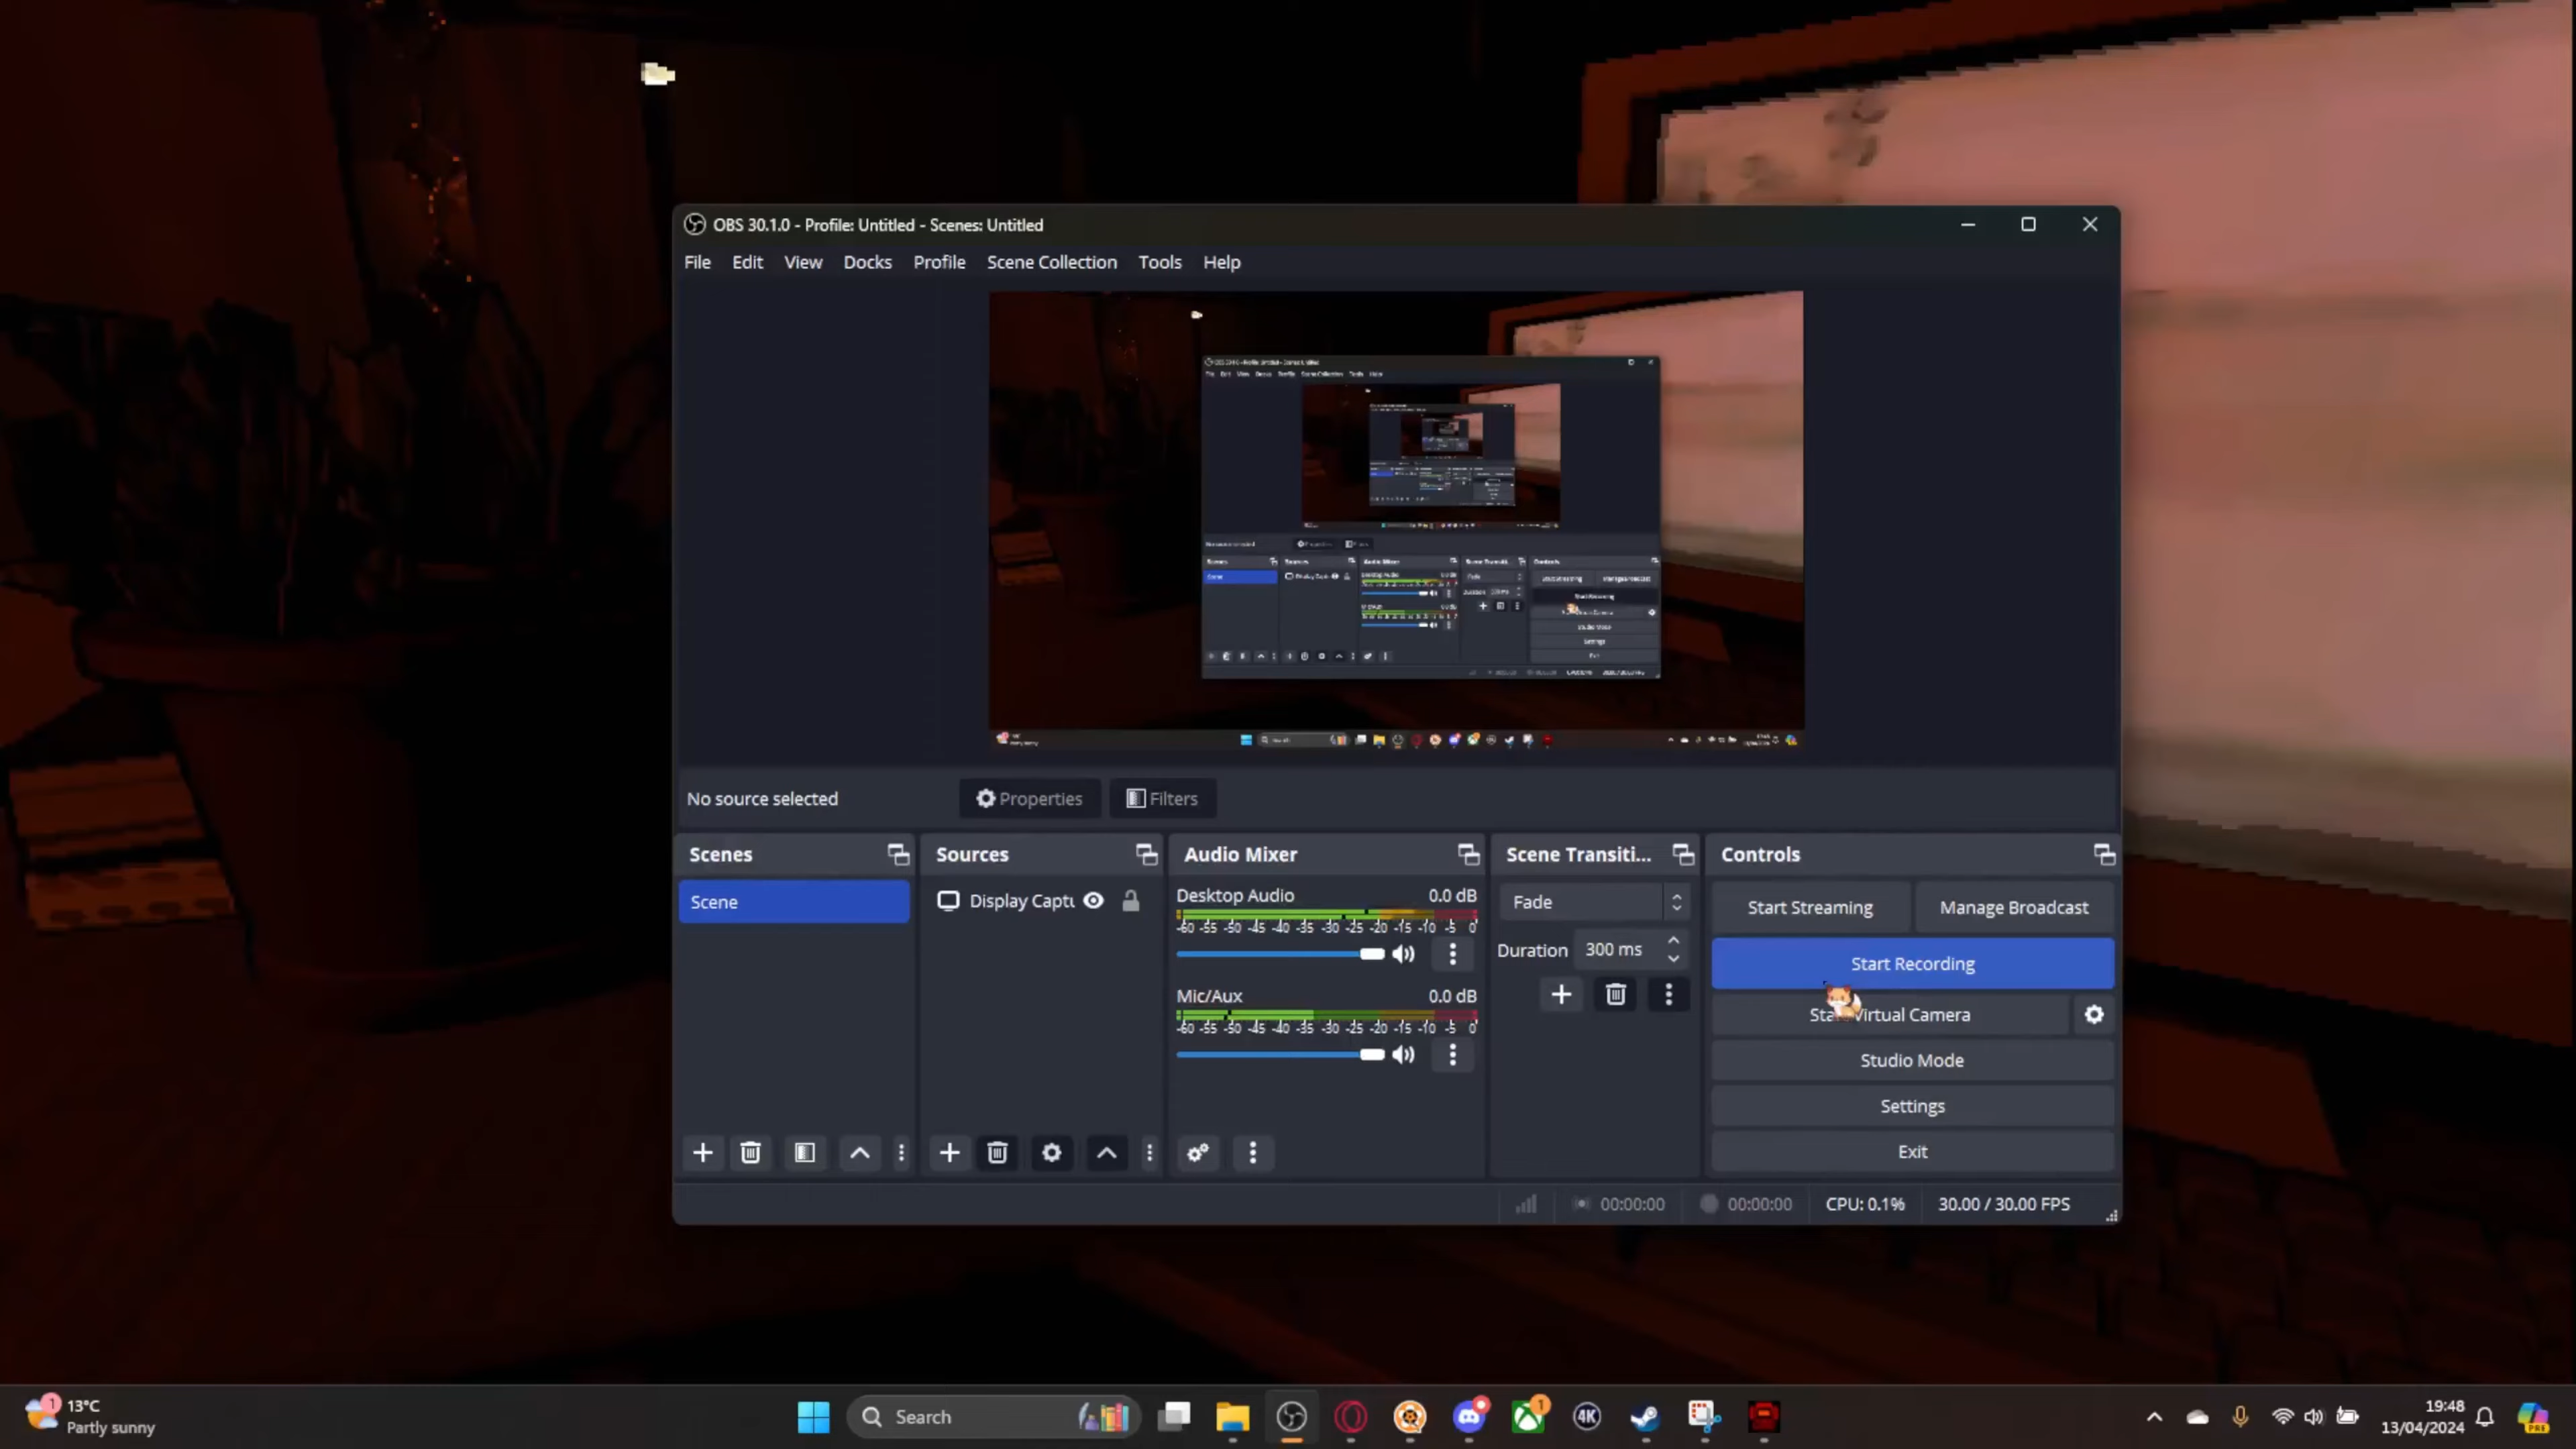 OBS 30.1.0 - Profile: Untitled - Scenes: Untitled
File Edit View Docks Profile Scene Collection Tools Help
No source selected Properties Filters
Scenes Sources Audio Mixer Scene Transiti... Controls
Scene
Display Captu
Desktop Audio 0.0 dB
-60 -55 -50 -45 -40 -35 -30 -25 -20 -15 -10 -5 0
Mic/Aux 0.0 dB
-60 -55 -50 -45 -40 -35 -30 -25 -20 -15 -10 -5 0
Fade
Duration 300 ms
Start Streaming Manage Broadcast
Start Recording
Virtual Camera
Studio Mode
Settings
Exit
00:00:00 00:00:00 CPU: 0.1% 30.00 / 30.00 FPS
1 13°C
Partly sunny
Search
1
4K
19:48
13/04/2024
PRE